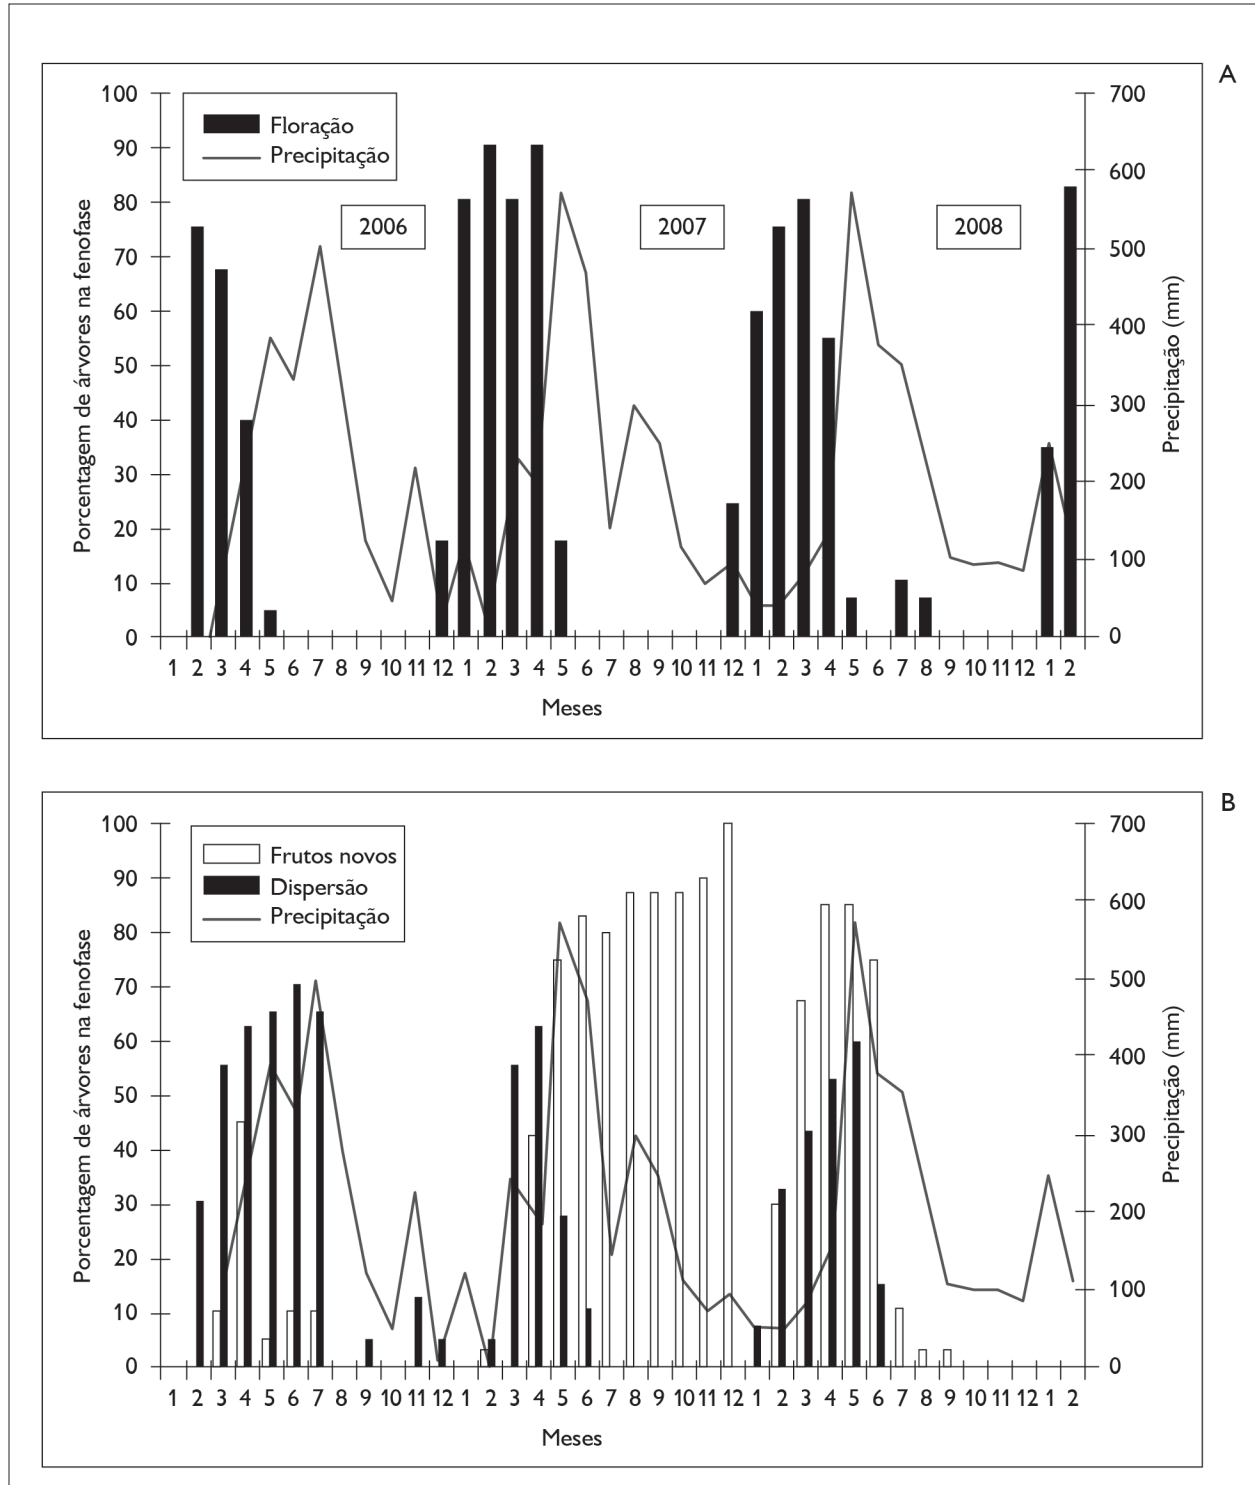 A
100
90
80
70
60
50
40
30
20
10
0
Porcentagem de árvores na fenofase
Floração
Precipitação
2006
2007
2008
700
600
500
400
300
200
100
0
Precipitação (mm)
1 2 3 4 5 6 7 8 9 10 11 12 1 2 3 4 5 6 7 8 9 10 11 12 1 2 3 4 5 6 7 8 9 10 11 12 1 2
Meses
B
100
90
80
70
60
50
40
30
20
10
0
Porcentagem de árvores na fenofase
Frutos novos
Dispersão
Precipitação
700
600
500
400
300
200
100
0
Precipitação (mm)
1 2 3 4 5 6 7 8 9 10 11 12 1 2 3 4 5 6 7 8 9 10 11 12 1 2 3 4 5 6 7 8 9 10 11 12 1 2
Meses